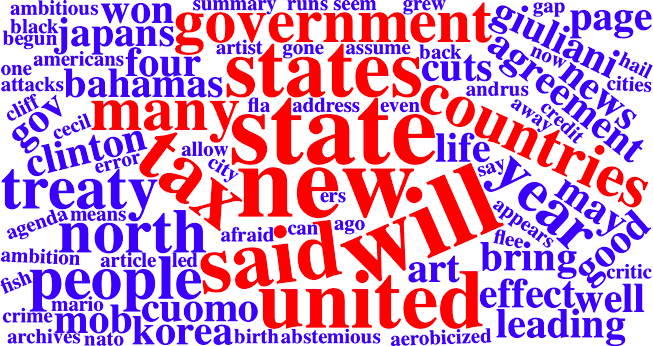 ambitious won summary runs seem grew gap page
black japans government giuliani
begun artist gone assume back now hail
one americans four states cuts agreement news cities
attacks bahamas andrus
cliff gov many fla address even countries away credit
cecil state life
clinton tax allow say year
error city
treaty new ers will may
agenda means north afraid can ago appears good
flee
ambition article led said bring go critic
fish people art
mario united effect well
crime mob cuomo leading
archives nato korea birth abstemious aerobicized